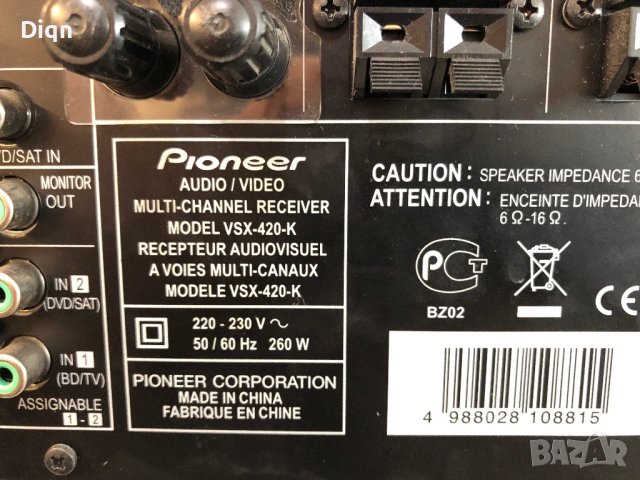 Diqn
D/SAT IN
MONITOR
OUT
IN 2
(DVD/SAT)
IN 1
(BD/TV)
ASSIGNABLE
1 - 2
Pioneer
AUDIO / VIDEO
MULTI-CHANNEL RECEIVER
MODEL VSX-420-K
RECEPTEUR AUDIOVISUEL
A VOIES MULTI-CANAUX
MODELE VSX-420-K
220 - 230 V ~
50 / 60 Hz 260 W
PIONEER CORPORATION
MADE IN CHINA
FABRIQUE EN CHINE
CAUTION : SPEAKER IMPEDANCE 6
ATTENTION : ENCEINTE D'IMPEDA
6 Ω -16 Ω .
PCT
BZ02
CE
4 988028 108815
BAZAR